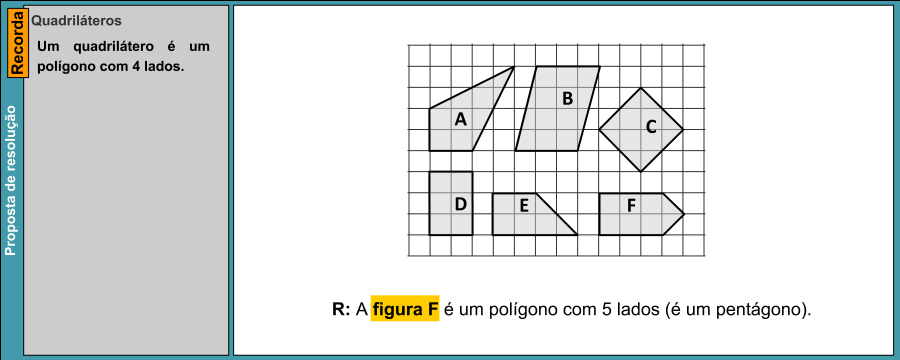 Recorda
Quadriláteros
Um quadrilátero é um
polígono com 4 lados.
Proposta de resolução
A
B
C
D
E
F
R: A figura F é um polígono com 5 lados (é um pentágono).